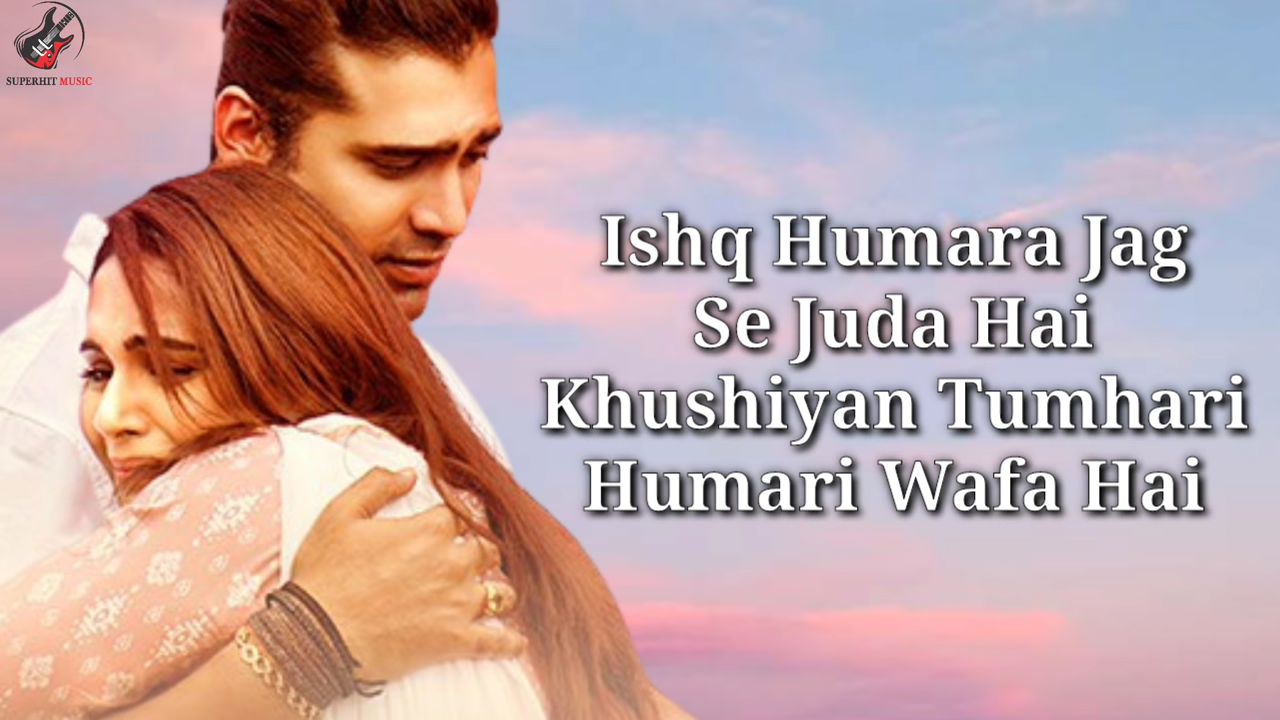 SUPERHIT MUSIC
Ishq Humara Jag
Se Juda Hai
Khushiyan Tumhari
Humari Wafa Hai